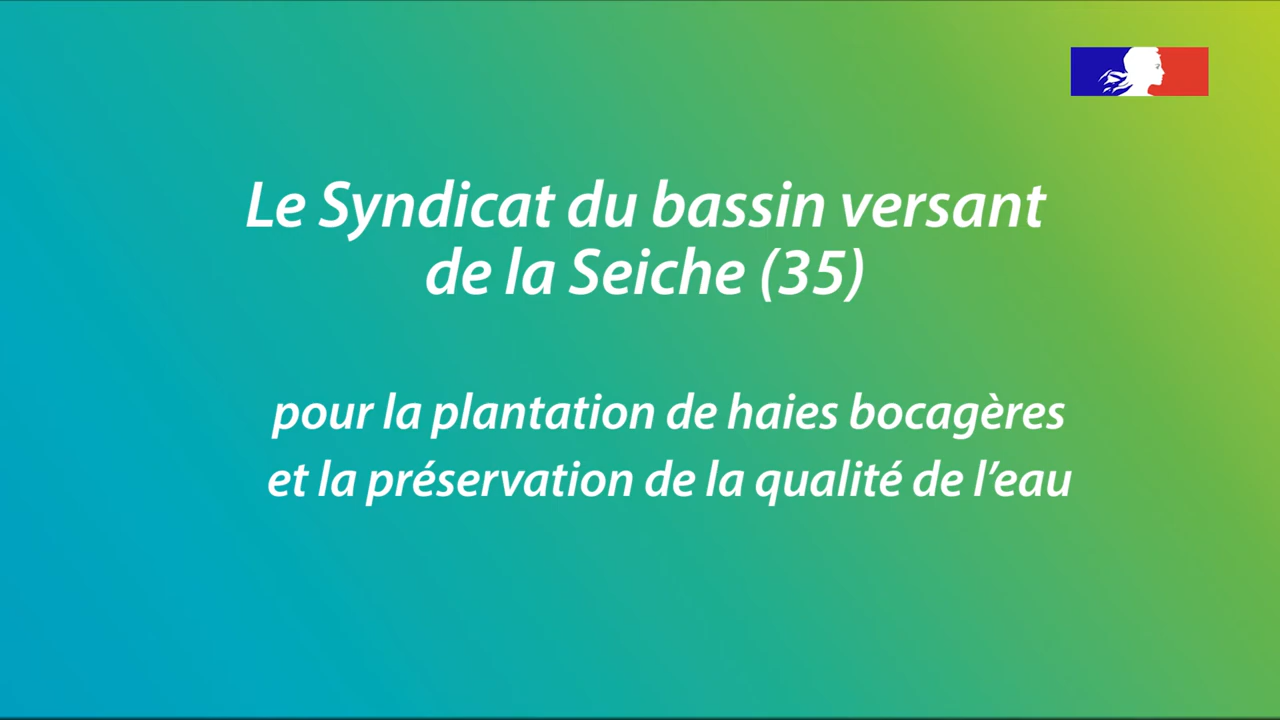 Le Syndicat du bassin versant
de la Seiche (35)
pour la plantation de haies bocagères
et la préservation de la qualité de l’eau